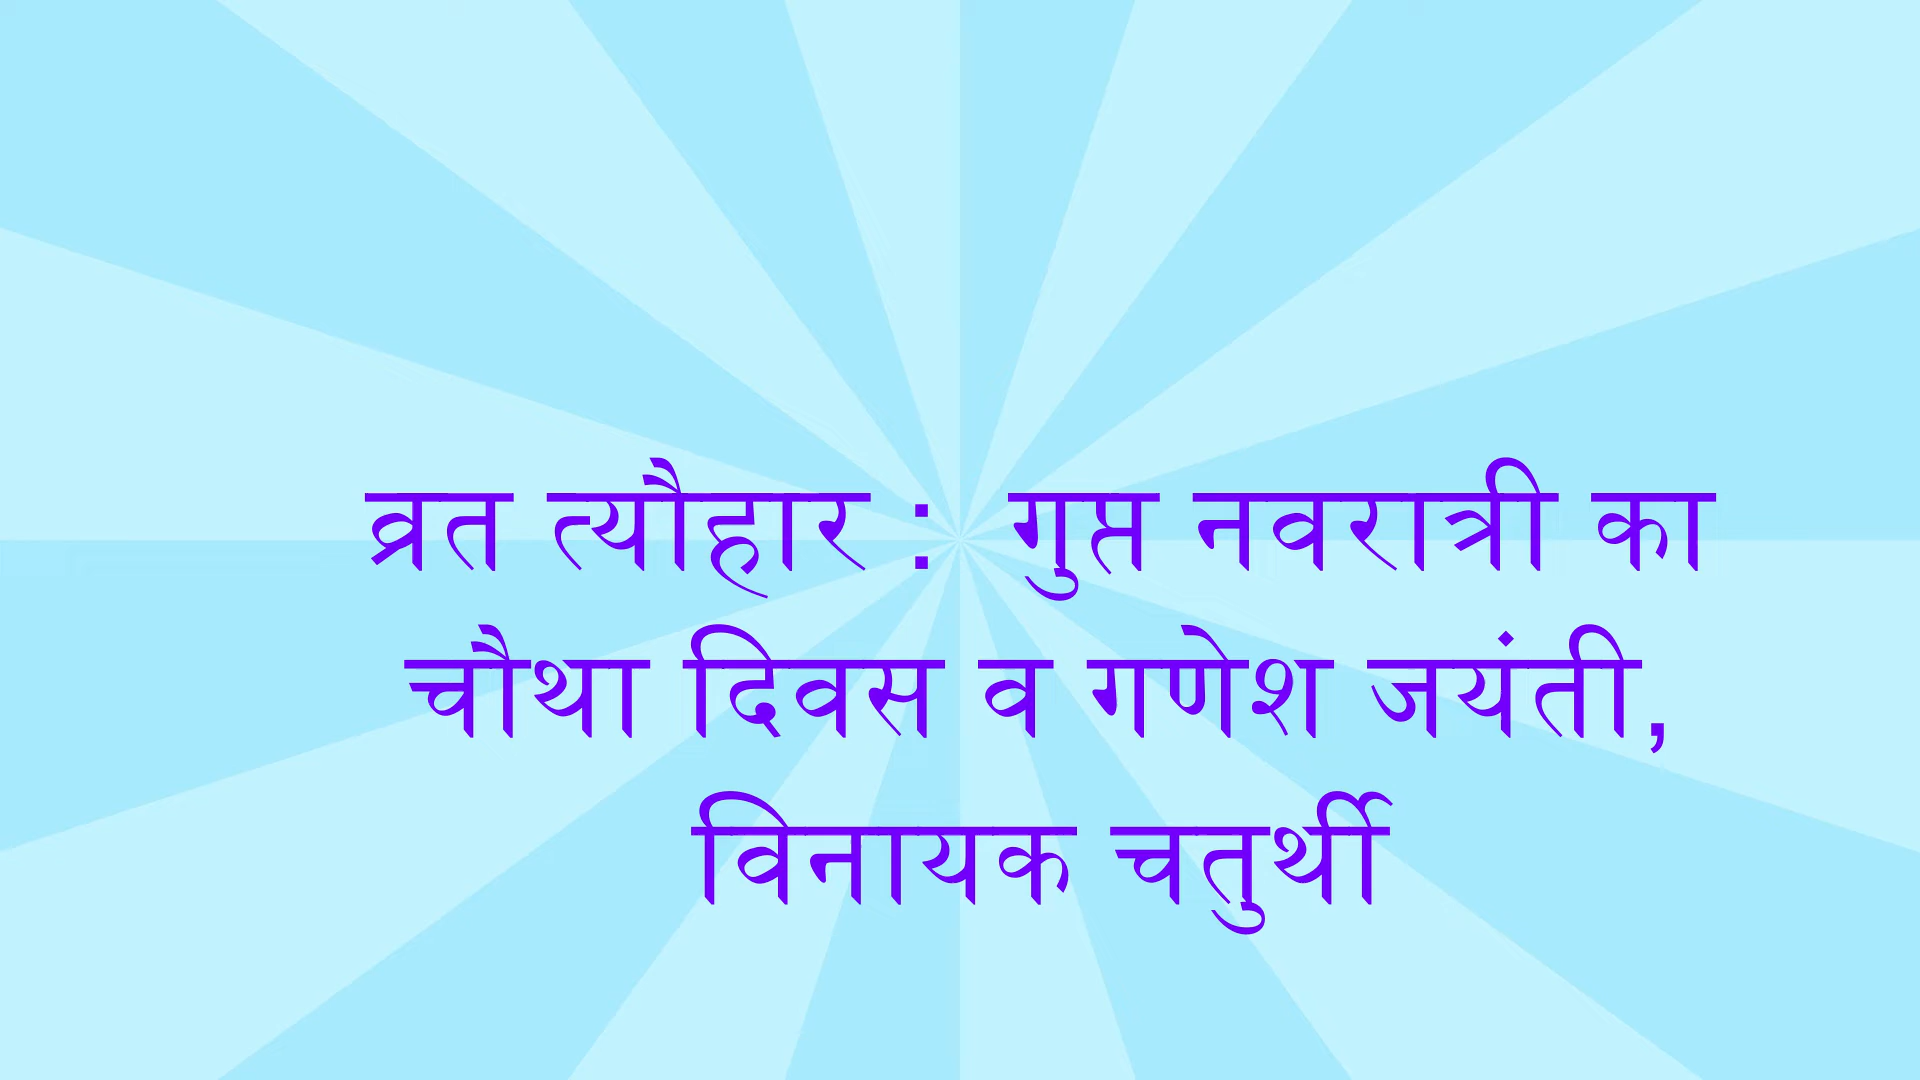 व्रत त्यौहार : गुप्त नवरात्री का
चौथा दिवस व गणेश जयंती,
विनायक चतुर्थी